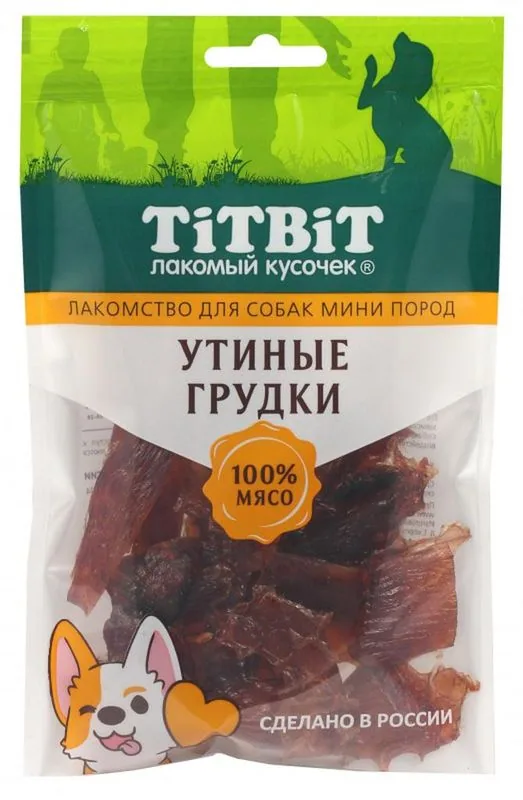 TiTBiT
лакомый кусочек®
ЛАКОМСТВО ДЛЯ СОБАК МИНИ ПОРОД
УТИНЫЕ
ГРУДКИ
100%
МЯСО
СДЕЛАНО В РОССИИ